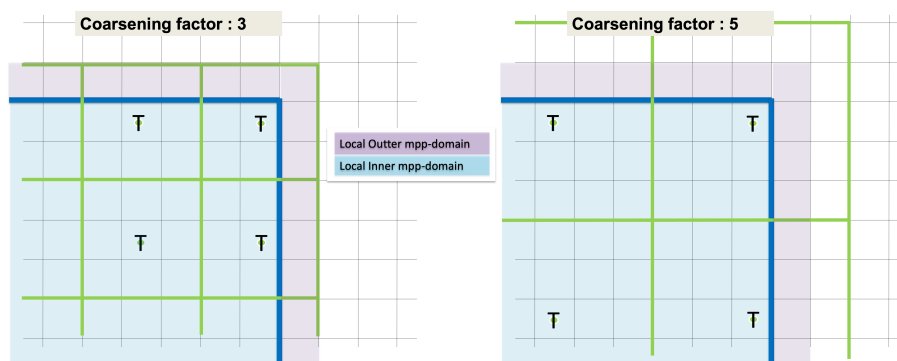 Coarsening factor : 3
Coarsening factor : 5
T T
T T
Local Outter mpp-domain
Local Inner mpp-domain
T T
T T